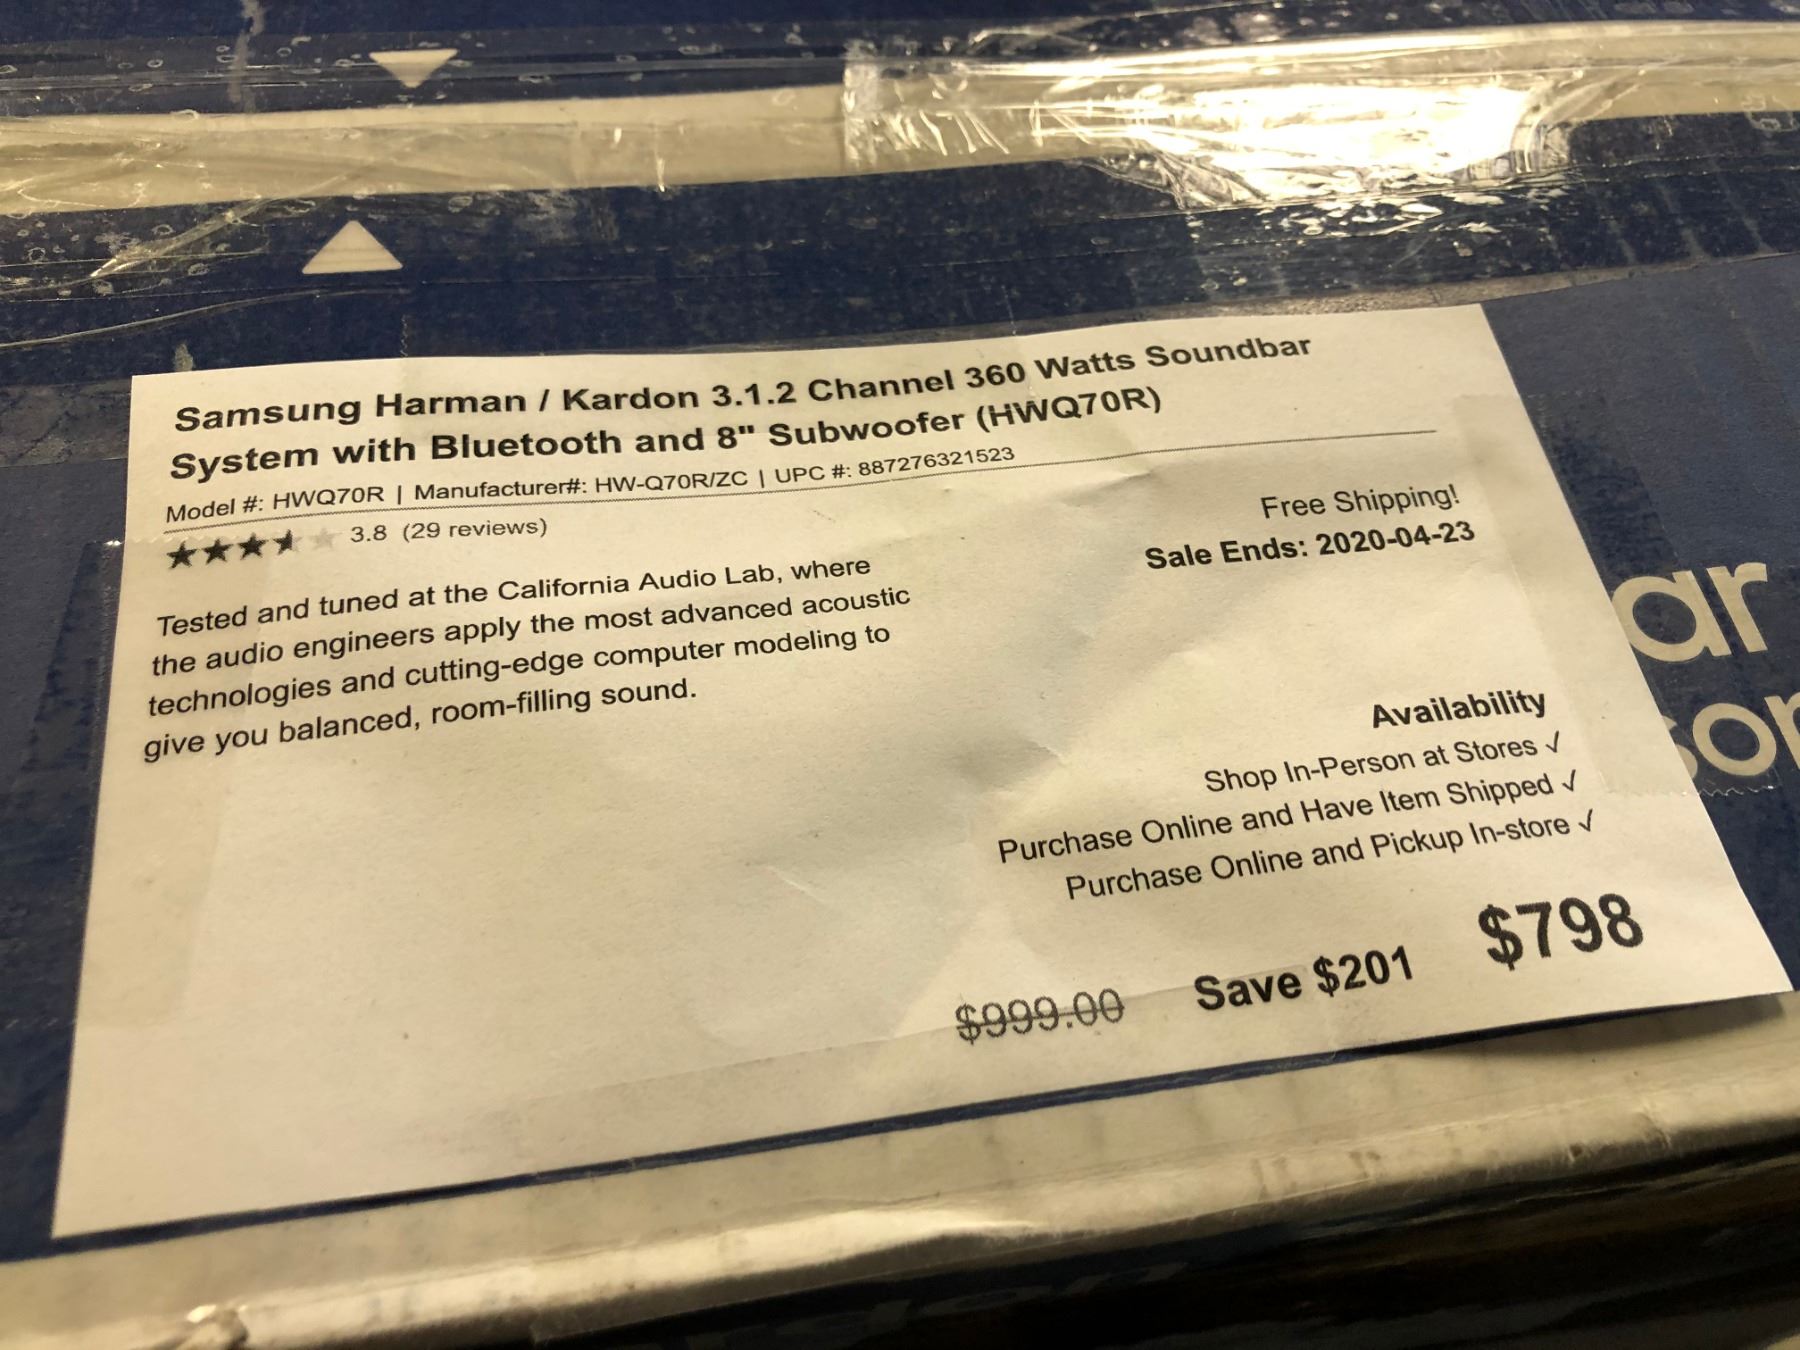 Samsung Harman / Kardon 3.1.2 Channel 360 Watts Soundbar
System with Bluetooth and 8" Subwoofer (HWQ70R)
Model #: HWQ70R | Manufacturer#: HW-Q70R/ZC | UPC #: 887276321523
3.8 (29 reviews)
Free Shipping!
Sale Ends: 2020-04-23
Tested and tuned at the California Audio Lab, where
the audio engineers apply the most advanced acoustic
technologies and cutting-edge computer modeling to
give you balanced, room-filling sound.
Availability
Shop In-Person at Stores ✓
Purchase Online and Have Item Shipped ✓
Purchase Online and Pickup In-store ✓
$999.00 Save $201 $798
ar